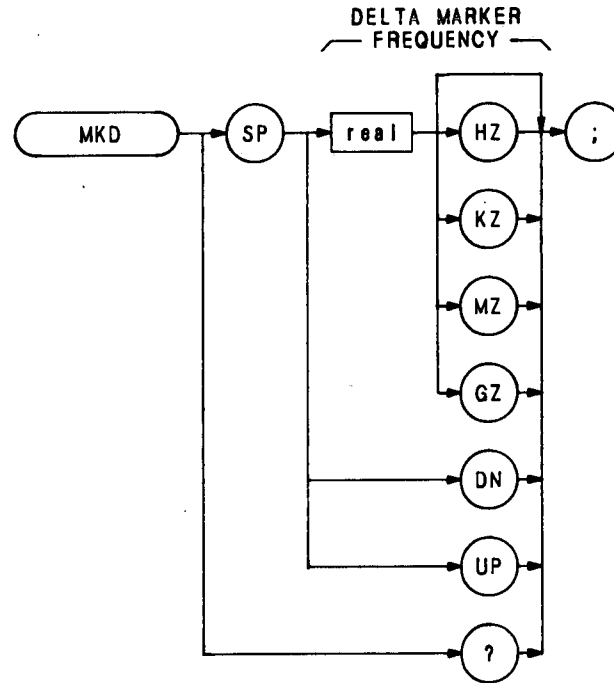 DELTA MARKER
FREQUENCY
MKD
SP
real
HZ
;
KZ
MZ
GZ
DN
UP
?